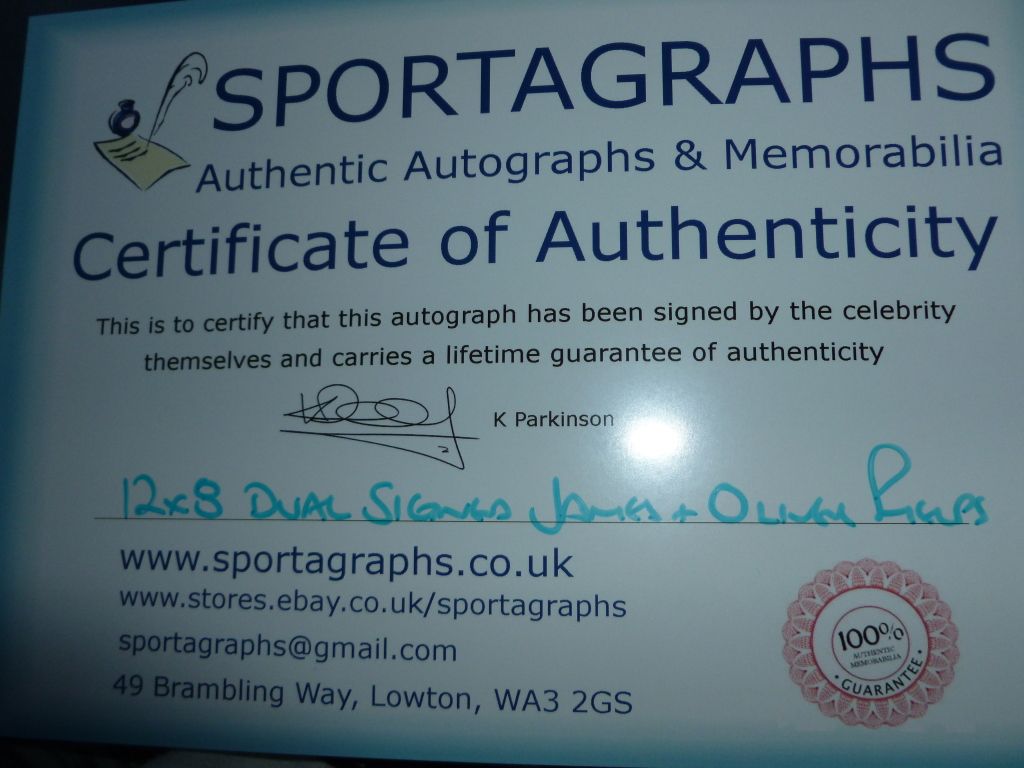 SPORTAGRAPHS
Authentic Autographs & Memorabilia
Certificate of Authenticity
This is to certify that this autograph has been signed by the celebrity
themselves and carries a lifetime guarantee of authenticity
K Parkinson
12x8 DUAL SIGNED JAMES + OLIVER PHELPS
www.sportagraphs.co.uk
www.stores.ebay.co.uk/sportagraphs
sportagraphs@gmail.com
49 Brambling Way, Lowton, WA3 2GS
100%
AUTHENTIC
MEMORABILIA
• GUARANTEE •